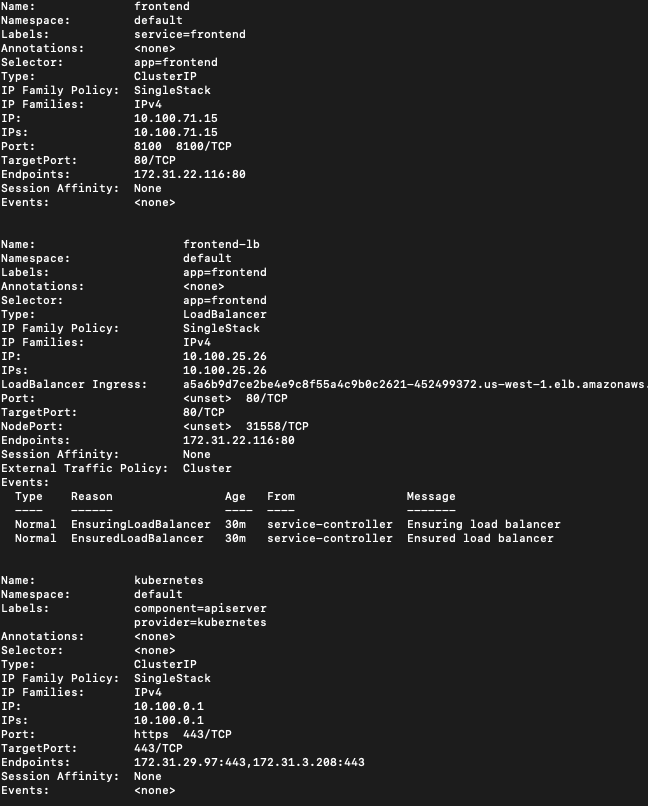 Name:              frontend
Namespace:         default
Labels:            service=frontend
Annotations:       <none>
Selector:          app=frontend
Type:              ClusterIP
IP Family Policy:  SingleStack
IP Families:       IPv4
IP:                10.100.71.15
IPs:               10.100.71.15
Port:              8100  8100/TCP
TargetPort:        80/TCP
Endpoints:         172.31.22.116:80
Session Affinity:  None
Events:            <none>
Name:                     frontend-lb
Namespace:                default
Labels:                   app=frontend
Annotations:              <none>
Selector:                 app=frontend
Type:                     LoadBalancer
IP Family Policy:         SingleStack
IP Families:              IPv4
IP:                       10.100.25.26
IPs:                      10.100.25.26
LoadBalancer Ingress:     a5a6b9d7ce2be4e9c8f55a4c9b0c2621-452499372.us-west-1.elb.amazonaws.
Port:                     <unset>  80/TCP
TargetPort:               80/TCP
NodePort:                 <unset>  31558/TCP
Endpoints:                172.31.22.116:80
Session Affinity:         None
External Traffic Policy:  Cluster
Events:
  Type    Reason                Age   From                Message
  ----    ------                ----  ----                -------
  Normal  EnsuringLoadBalancer  30m   service-controller  Ensuring load balancer
  Normal  EnsuredLoadBalancer   30m   service-controller  Ensured load balancer
Name:              kubernetes
Namespace:         default
Labels:            component=apiserver
                   provider=kubernetes
Annotations:       <none>
Selector:          <none>
Type:              ClusterIP
IP Family Policy:  SingleStack
IP Families:       IPv4
IP:                10.100.0.1
IPs:               10.100.0.1
Port:              https  443/TCP
TargetPort:        443/TCP
Endpoints:         172.31.29.97:443,172.31.3.208:443
Session Affinity:  None
Events:            <none>